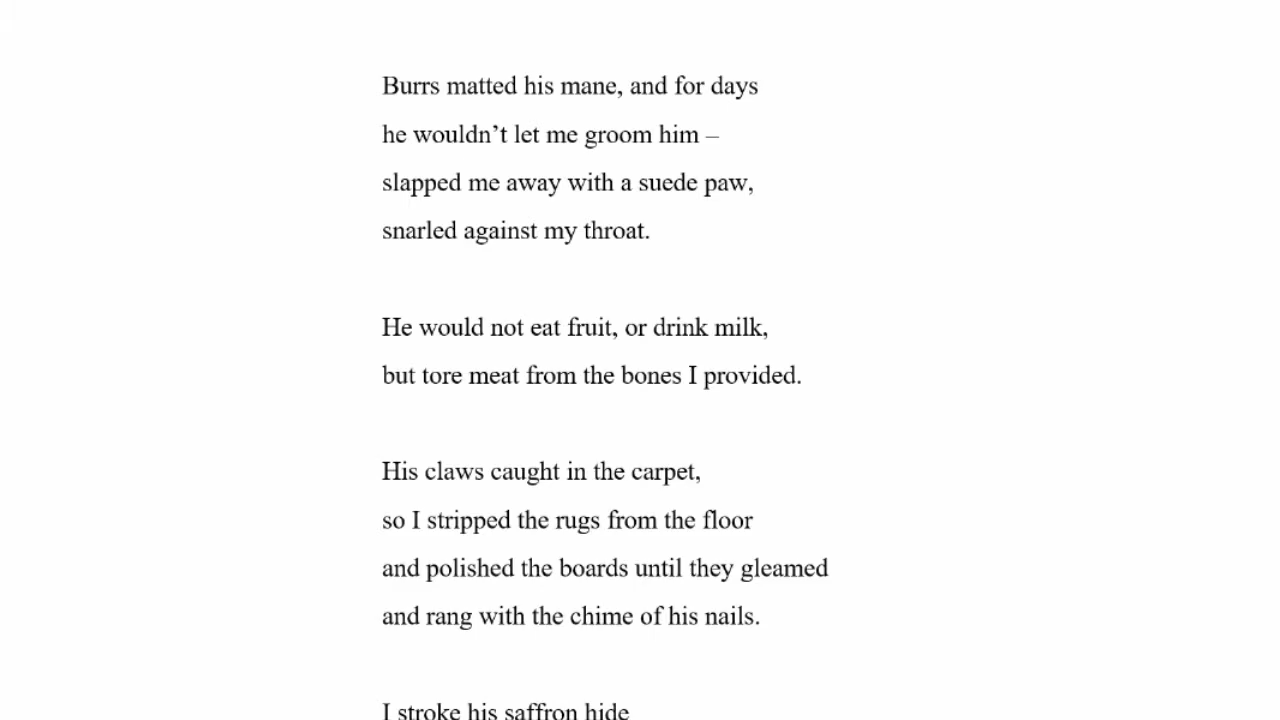 Burrs matted his mane, and for days
he wouldn’t let me groom him –
slapped me away with a suede paw,
snarled against my throat.
He would not eat fruit, or drink milk,
but tore meat from the bones I provided.
His claws caught in the carpet,
so I stripped the rugs from the floor
and polished the boards until they gleamed
and rang with the chime of his nails.
I stroke his saffron hide